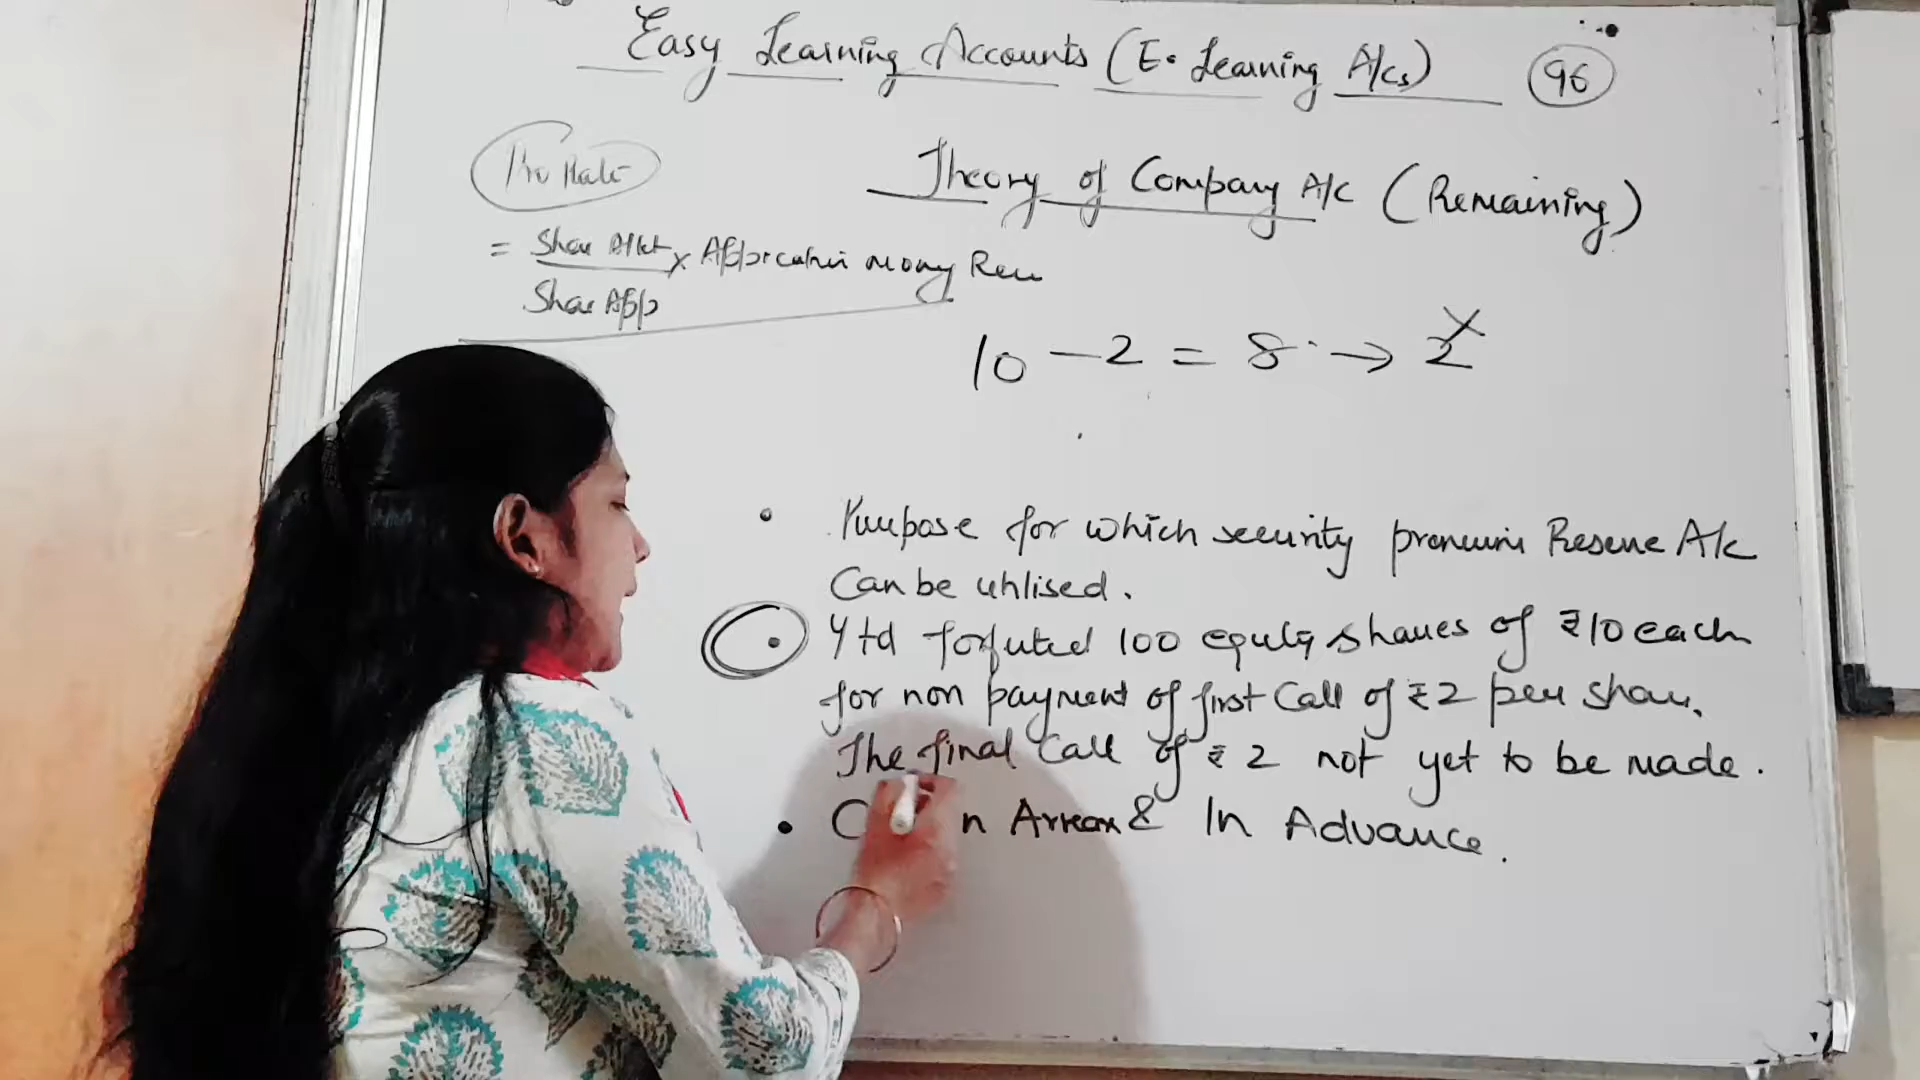 Easy Learning Accounts (E. Learning A/cs) 96
Theory of Company A/c (Remaining)
Pro Rate
= Share Allot × Application money Rec
Share App
10 - 2 = 8 → 2
• Purpose for which security premium Reserve A/c
Can be utilised.
• Y td forfuted 100 equity shares of ₹10 each
for non payment of first Call of ₹2 per share.
The final Call of ₹2 not yet to be made.
• n Arrear & In Advance.